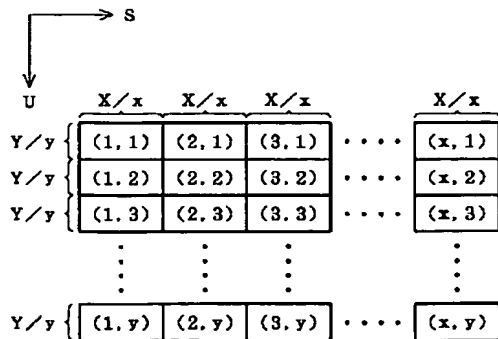 S
U
X/x X/x X/x X/x
Y/y (1,1) (2,1) (3,1) ···· (x,1)
Y/y (1.2) (2.2) (3.2) ···· (x,2)
Y/y (1.3) (2,3) (3.3) ···· (x,3)
Y/y (1,y) (2,y) (3,y) ···· (x,y)